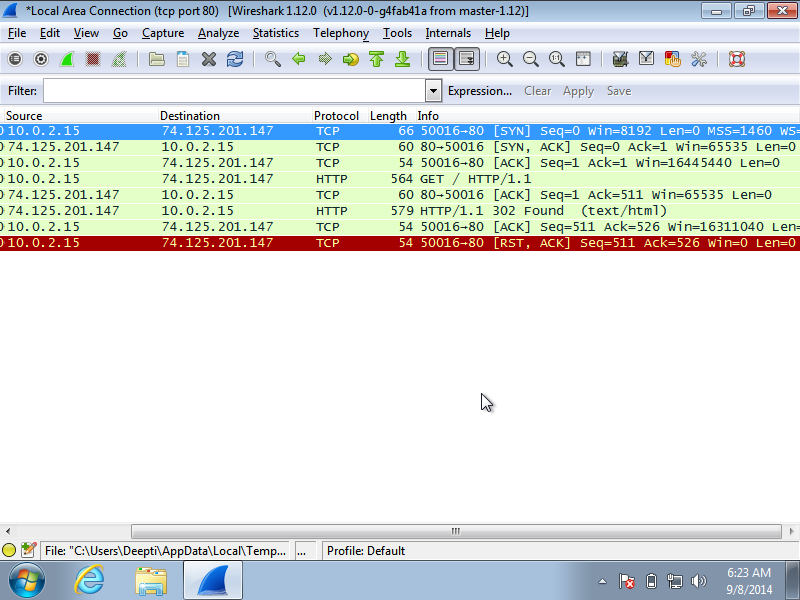 *Local Area Connection (tcp port 80) [Wireshark 1.12.0 (v1.12.0-0-g4fab41a from master-1.12)]
File Edit View Go Capture Analyze Statistics Telephony Tools Internals Help
Filter: Expression... Clear Apply Save
Source Destination Protocol Length Info
0 10.0.2.15 74.125.201.147 TCP 66 50016→80 [SYN] Seq=0 Win=8192 Len=0 MSS=1460 WS=
0 74.125.201.147 10.0.2.15 TCP 60 80→50016 [SYN, ACK] Seq=0 Ack=1 Win=65535 Len=0
0 10.0.2.15 74.125.201.147 TCP 54 50016→80 [ACK] Seq=1 Ack=1 Win=16445440 Len=0
0 10.0.2.15 74.125.201.147 HTTP 564 GET / HTTP/1.1
0 74.125.201.147 10.0.2.15 TCP 60 80→50016 [ACK] Seq=1 Ack=511 Win=65535 Len=0
0 74.125.201.147 10.0.2.15 HTTP 579 HTTP/1.1 302 Found (text/html)
0 10.0.2.15 74.125.201.147 TCP 54 50016→80 [ACK] Seq=511 Ack=526 Win=16311040 Len=
0 10.0.2.15 74.125.201.147 TCP 54 50016→80 [RST, ACK] Seq=511 Ack=526 Win=0 Len=0
File: "C:\Users\Deepti\AppData\Local\Temp... ... Profile: Default
6:23 AM
9/8/2014